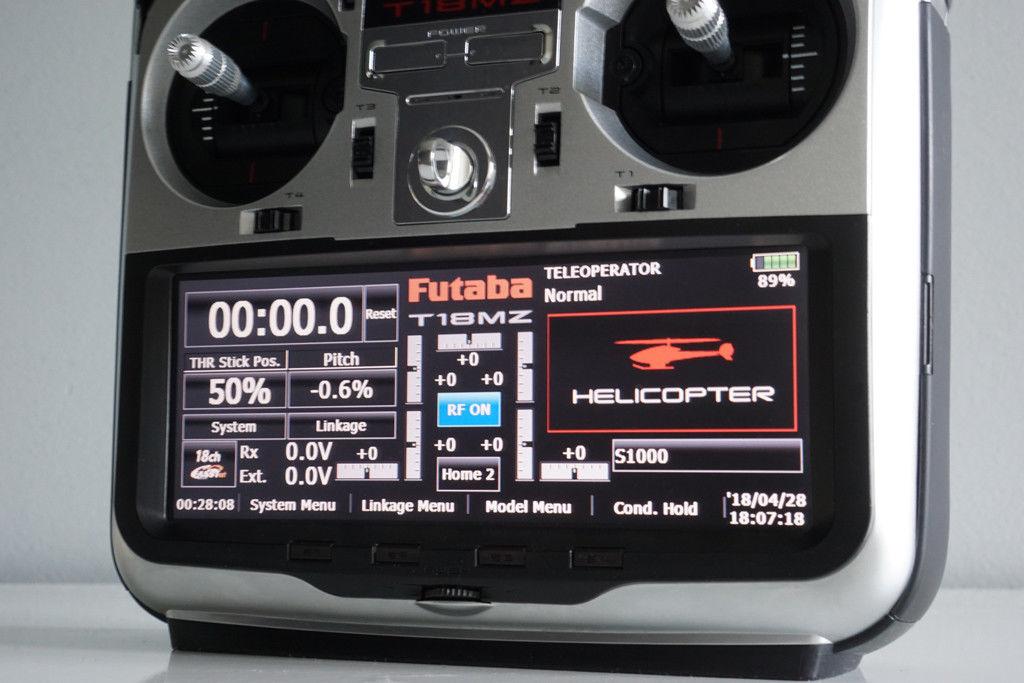 T18MZ
POWER
T3
T2
T4
T1
00:00.0
Reset
Futaba
T18MZ
TELEOPERATOR
Normal
89%
THR Stick Pos.
Pitch
50%
-0.6%
System
Linkage
18ch
Rx 0.0V
Ext. 0.0V
+0
+0
+0 +0
RF ON
+0 +0
Home 2
HELICOPTER
+0
S1000
00:28:08
System Menu
Linkage Menu
Model Menu
Cond. Hold
'18/04/28
18:07:18